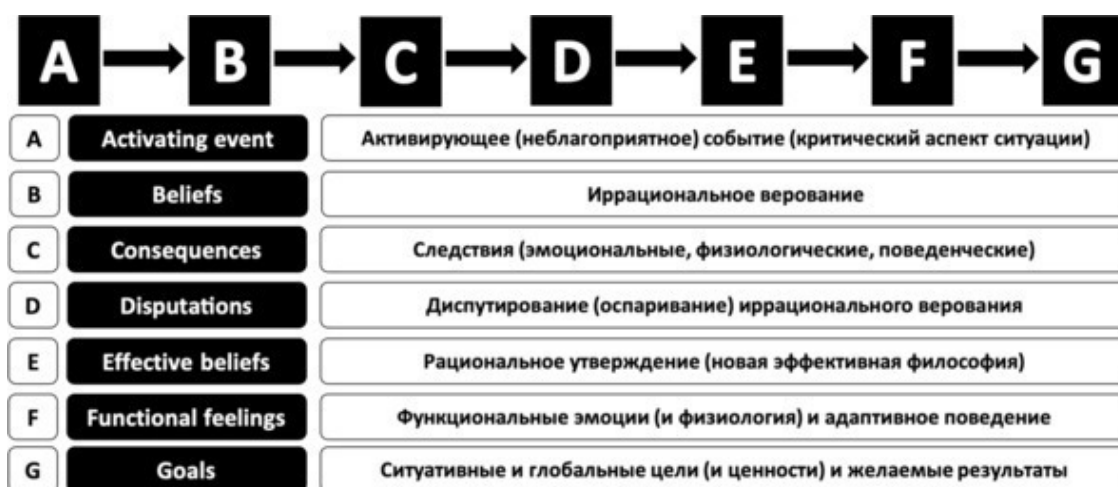 A B C D E F G
A Activating event Активирующее (неблагоприятное) событие (критический аспект ситуации)
B Beliefs Иррациональное верование
C Consequences Следствия (эмоциональные, физиологические, поведенческие)
D Disputations Диспутирование (оспаривание) иррационального верования
E Effective beliefs Рациональное утверждение (новая эффективная философия)
F Functional feelings Функциональные эмоции (и физиология) и адаптивное поведение
G Goals Ситуативные и глобальные цели (и ценности) и желаемые результаты